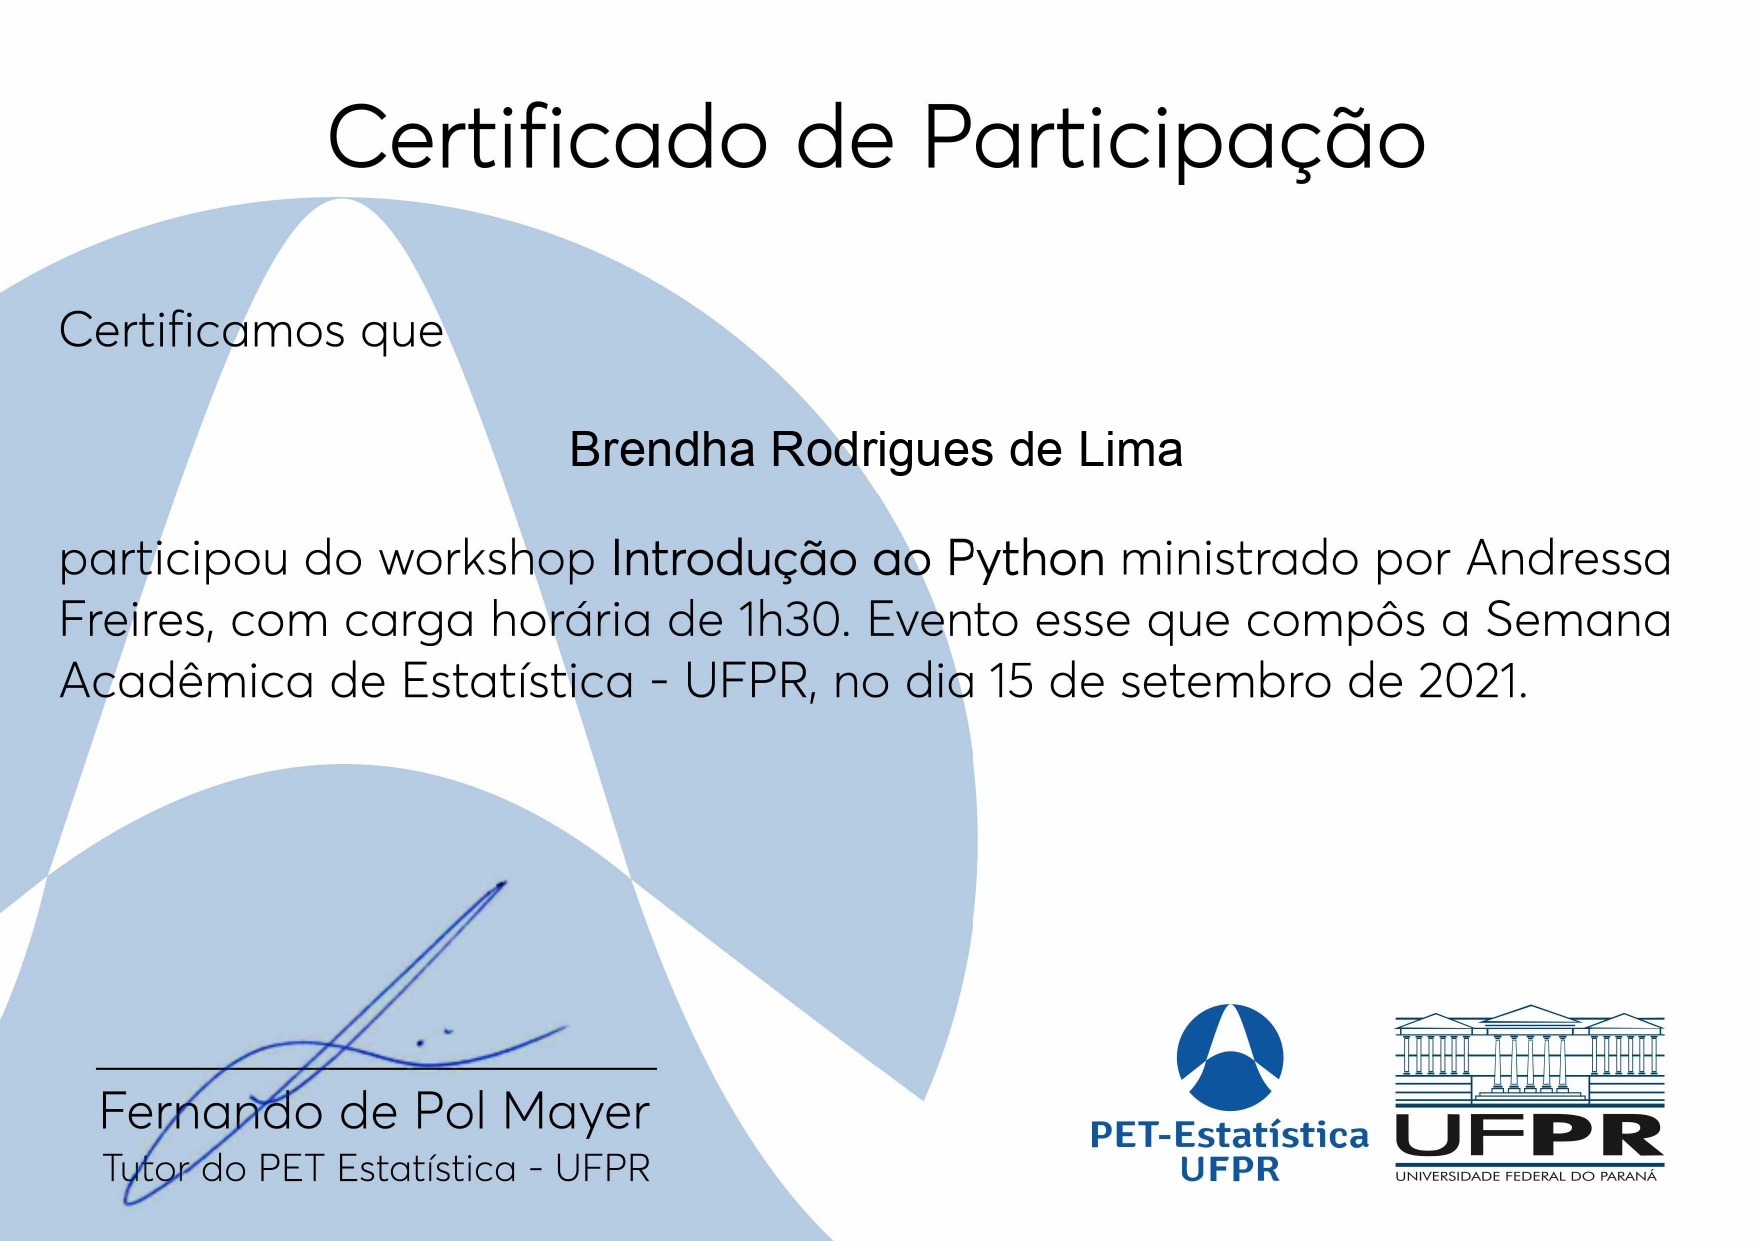 Certificado de Participação
Certificamos que
Brendha Rodrigues de Lima
participou do workshop Introdução ao Python ministrado por Andressa
Freires, com carga horária de 1h30. Evento esse que compôs a Semana
Acadêmica de Estatística - UFPR, no dia 15 de setembro de 2021.
Fernando de Pol Mayer
Tutor do PET Estatística - UFPR
PET-Estatística
UFPR
UFPR
UNIVERSIDADE FEDERAL DO PARANÁ